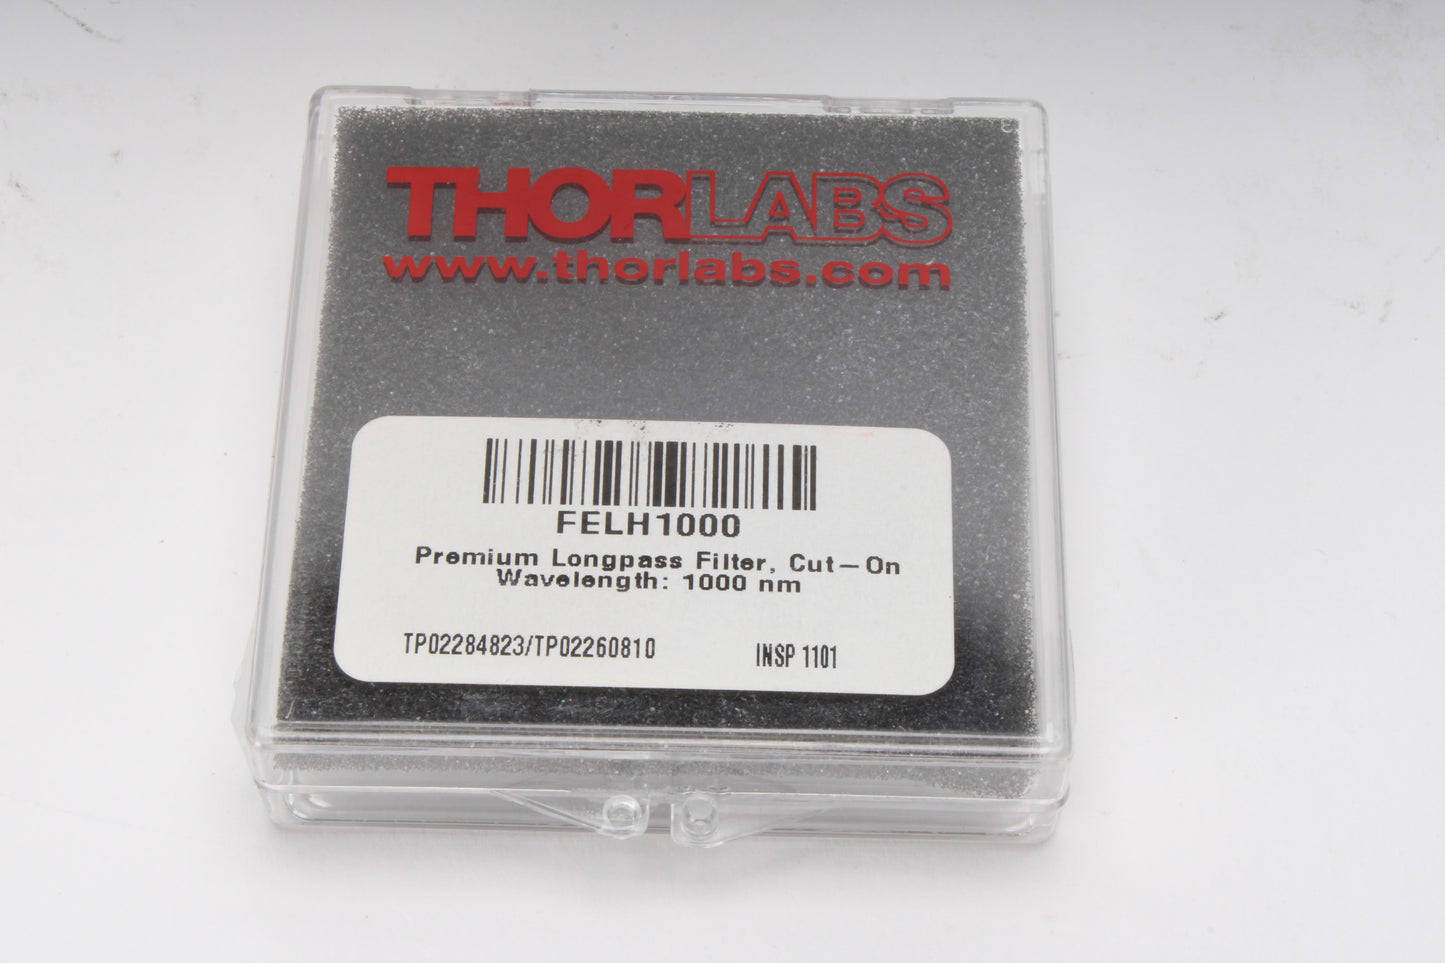 THORLABS
www.thorlabs.com
FELH1000
Premium Longpass Filter, Cut-On
Wavelength: 1000 nm
TP02284823/TP02260810 INSP 1101